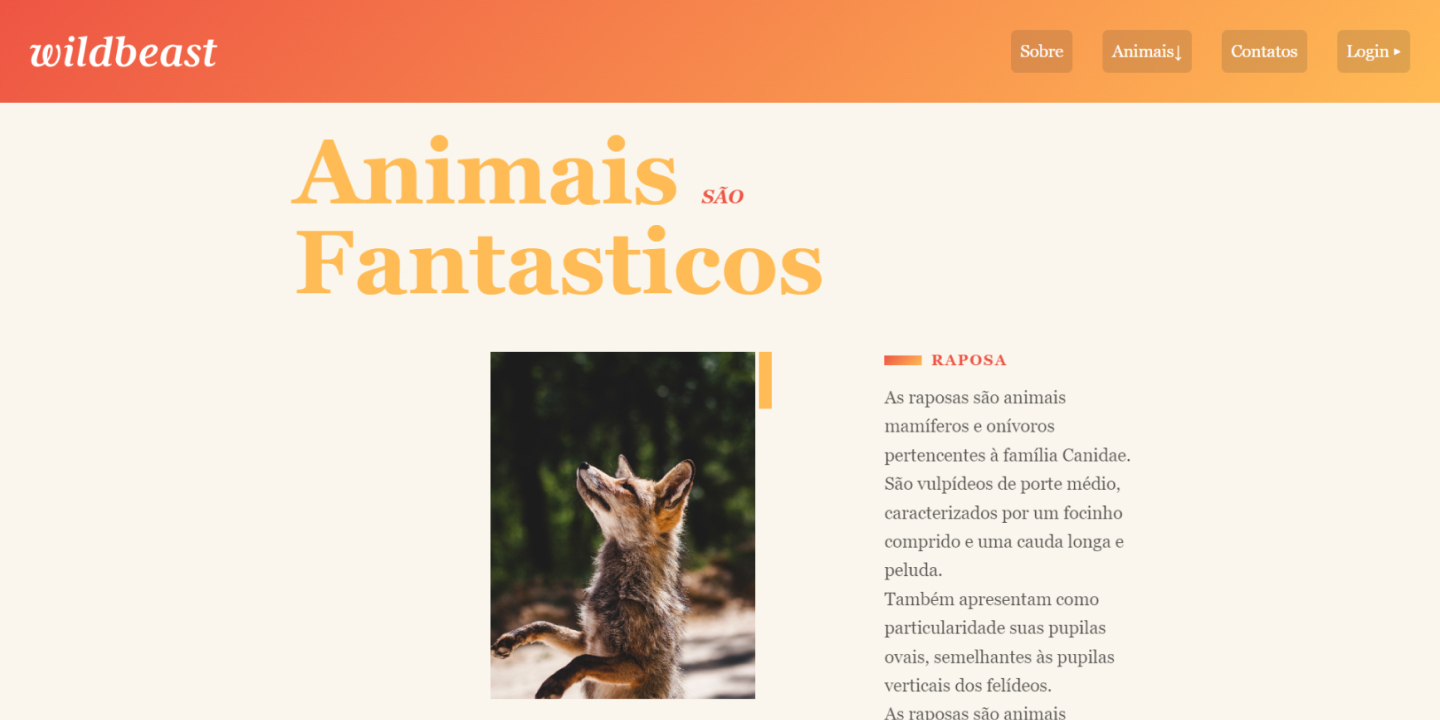 wildbeast
Sobre
Animais↓
Contatos
Login ▸
Animais SÃO
Fantasticos
RAPOSA
As raposas são animais
mamíferos e onívoros
pertencentes à família Canidae.
São vulpídeos de porte médio,
caracterizados por um focinho
comprido e uma cauda longa e
peluda.
Também apresentam como
particularidade suas pupilas
ovais, semelhantes às pupilas
verticais dos felídeos.
As raposas são animais